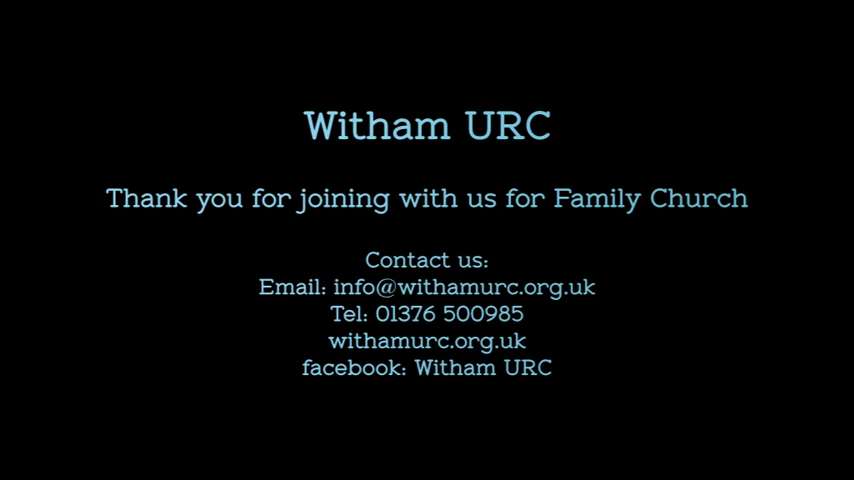 Witham URC
Thank you for joining with us for Family Church
Contact us:
Email: info@withamurc.org.uk
Tel: 01376 500985
withamurc.org.uk
facebook: Witham URC